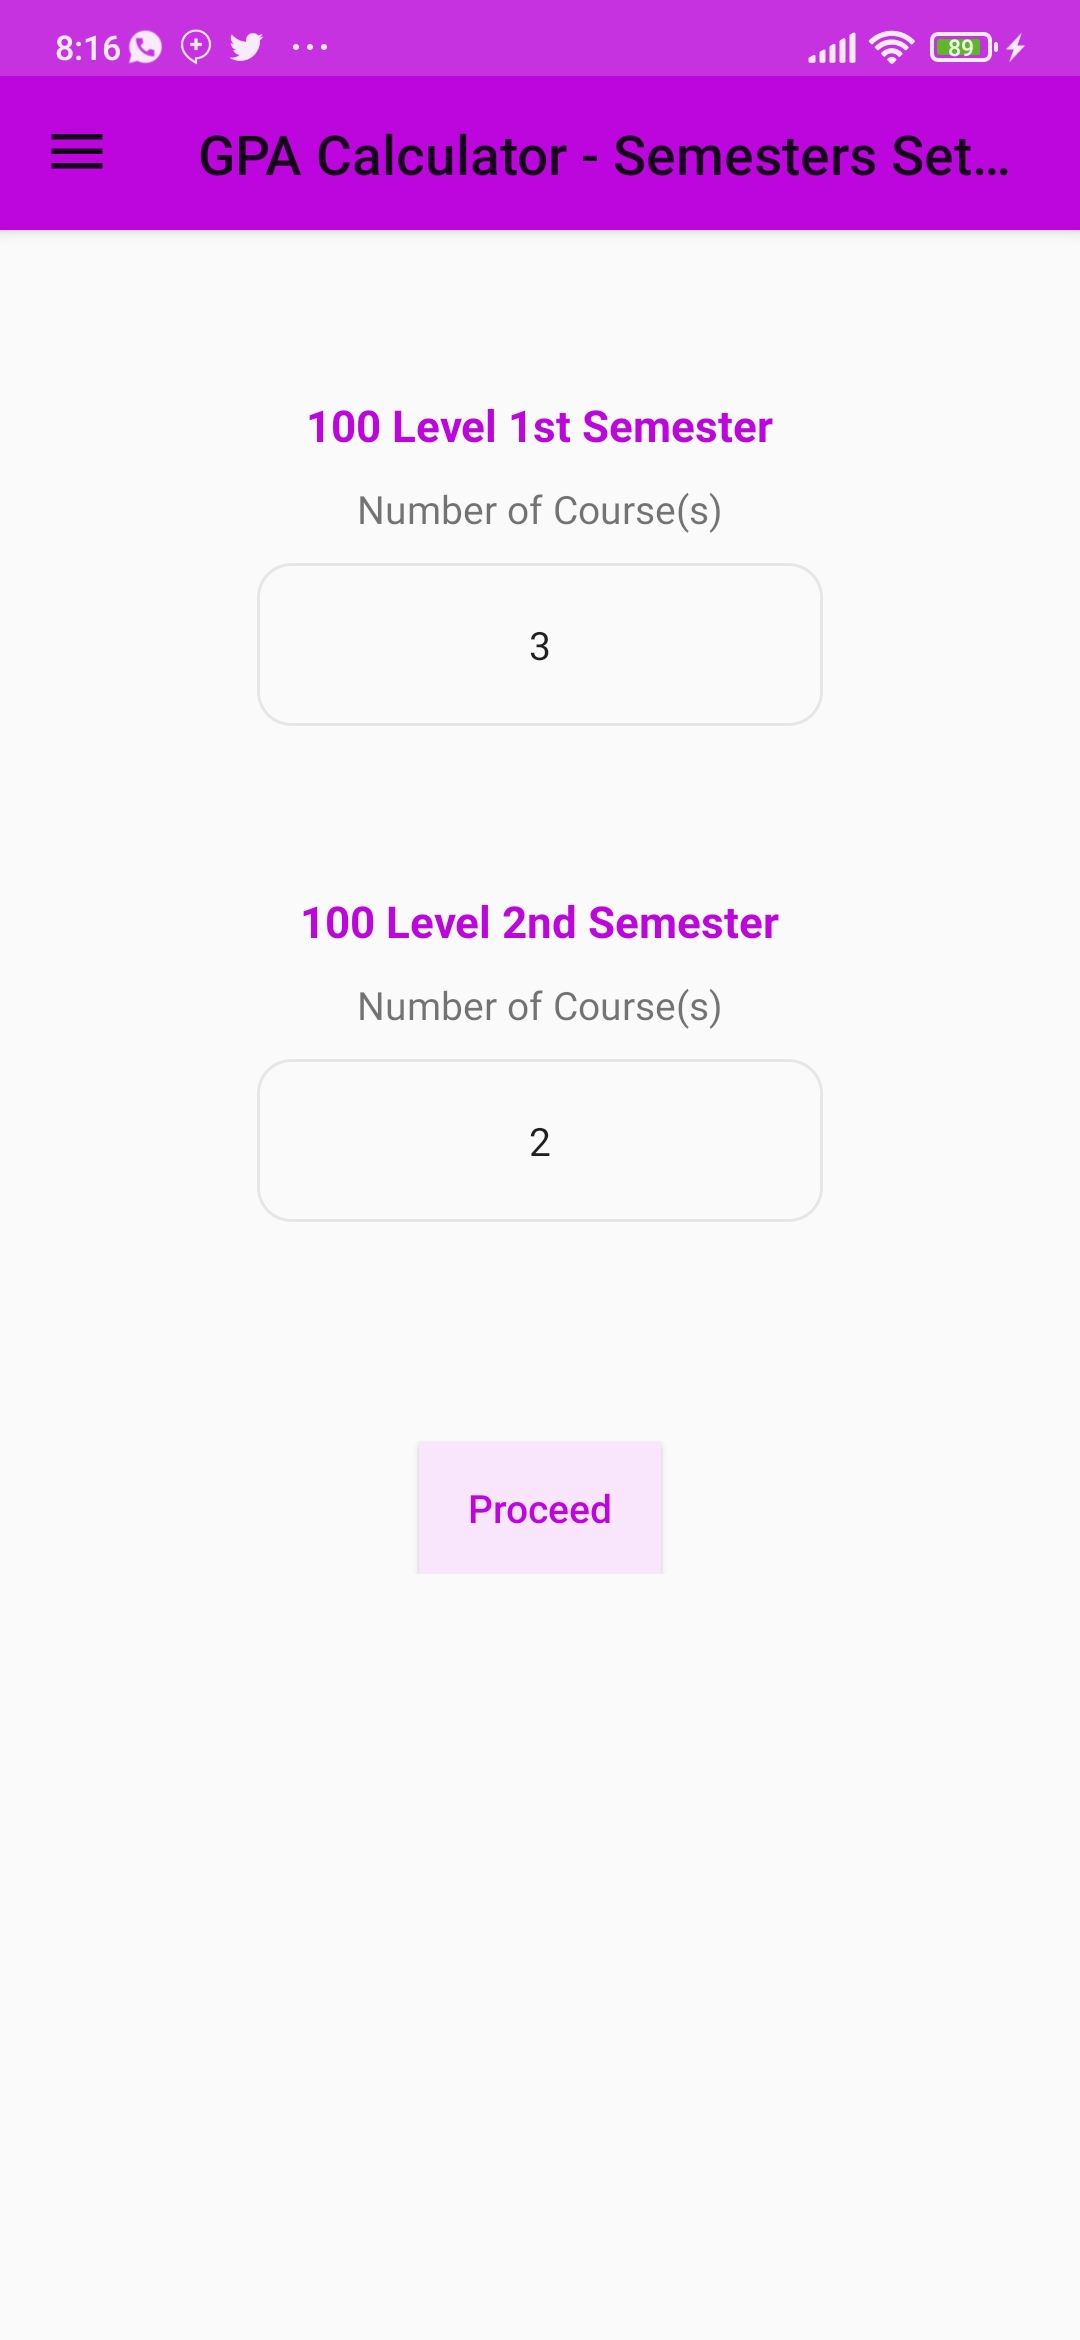 8:16 89
GPA Calculator - Semesters Set...
100 Level 1st Semester
Number of Course(s)
3
100 Level 2nd Semester
Number of Course(s)
2
Proceed